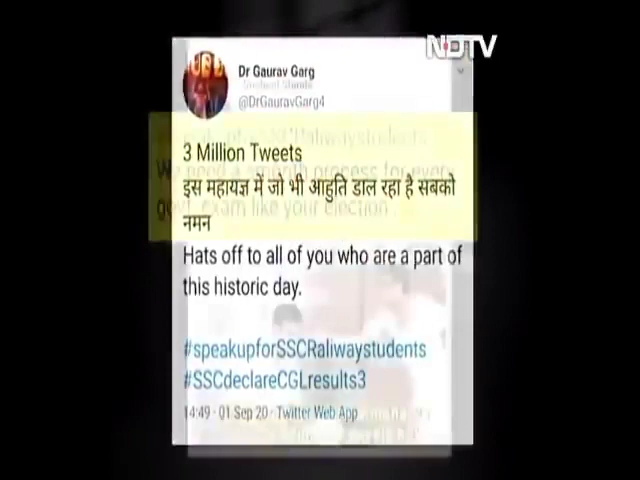 NDTV
Dr Gaurav Garg
@DrGauravGarg4
3 Million Tweets
इस महायज्ञ में जो भी आहुति डाल रहा है सबको
नमन
Hats off to all of you who are a part of
this historic day.
#speakupforSSCRaliwaystudents
#SSCdeclareCGLresults3
14:49 · 01 Sep 20 · Twitter Web App